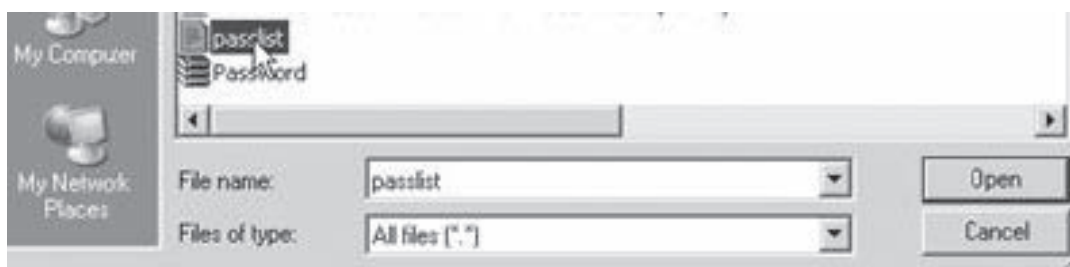 My Computer
passlist
Password
My Network
Places
File name:
passlist
Open
Files of type:
All files (*.*)
Cancel